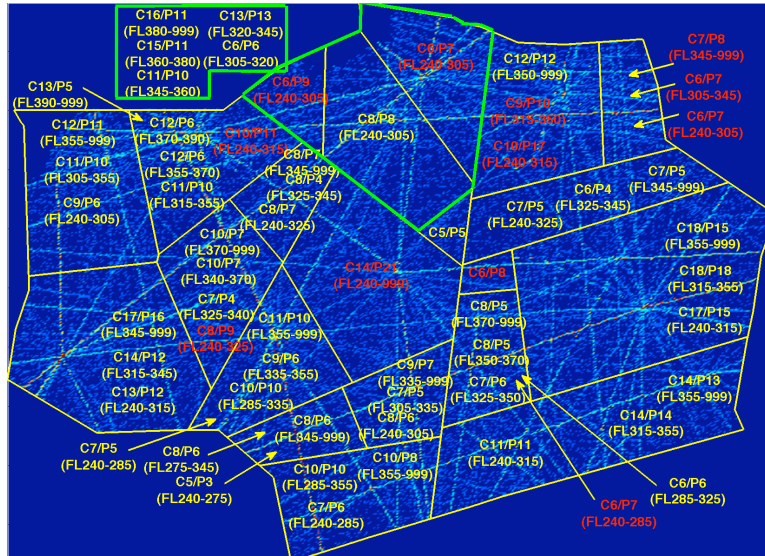 C16/P11
(FL380-999)
C13/P13
(FL320-345)
C15/P11
(FL360-380)
C6/P6
(FL305-320)
C11/P10
(FL345-360)
C6/P7
(FL240-305)
C12/P12
(FL350-999)
C7/P8
(FL345-999)
C13/P5
(FL390-999)
C6/P9
(FL240-305)
C6/P7
(FL305-345)
C9/P10
(FL315-350)
C6/P7
(FL240-305)
C12/P11
(FL355-999)
C12/P6
(FL370-390)
C10/P11
(FL240-315)
C8/P8
(FL240-305)
C10/P17
(FL240-315)
C11/P10
(FL305-355)
C12/P6
(FL355-370)
C8/P7
(FL345-999)
C11/P10
(FL315-355)
C8/P4
(FL325-345)
C7/P5
(FL345-999)
C6/P4
(FL325-345)
C9/P6
(FL240-305)
C8/P7
(FL240-325)
C7/P5
(FL240-325)
C5/P5
C10/P7
(FL370-999)
C18/P15
(FL355-999)
C10/P7
(FL340-370)
C14/P21
(FL240-999)
C6/P8
C18/P18
(FL315-355)
C7/P4
(FL325-340)
C17/P16
(FL345-999)
C8/P9
(FL240-325)
C11/P10
(FL355-999)
C8/P5
(FL370-999)
C17/P15
(FL240-315)
C14/P12
(FL315-345)
C9/P6
(FL335-355)
C9/P7
(FL335-999)
C8/P5
(FL350-370)
C13/P12
(FL240-315)
C10/P10
(FL285-335)
C7/P5
(FL305-335)
C7/P6
(FL325-350)
C14/P13
(FL355-999)
C8/P6
(FL345-999)
C8/P6
(FL240-305)
C14/P14
(FL315-355)
C7/P5
(FL240-285)
C8/P6
(FL275-345)
C11/P11
(FL240-315)
C5/P3
(FL240-275)
C10/P10
(FL285-355)
C10/P8
(FL355-999)
C6/P6
(FL285-325)
C7/P6
(FL240-285)
C6/P7
(FL240-285)